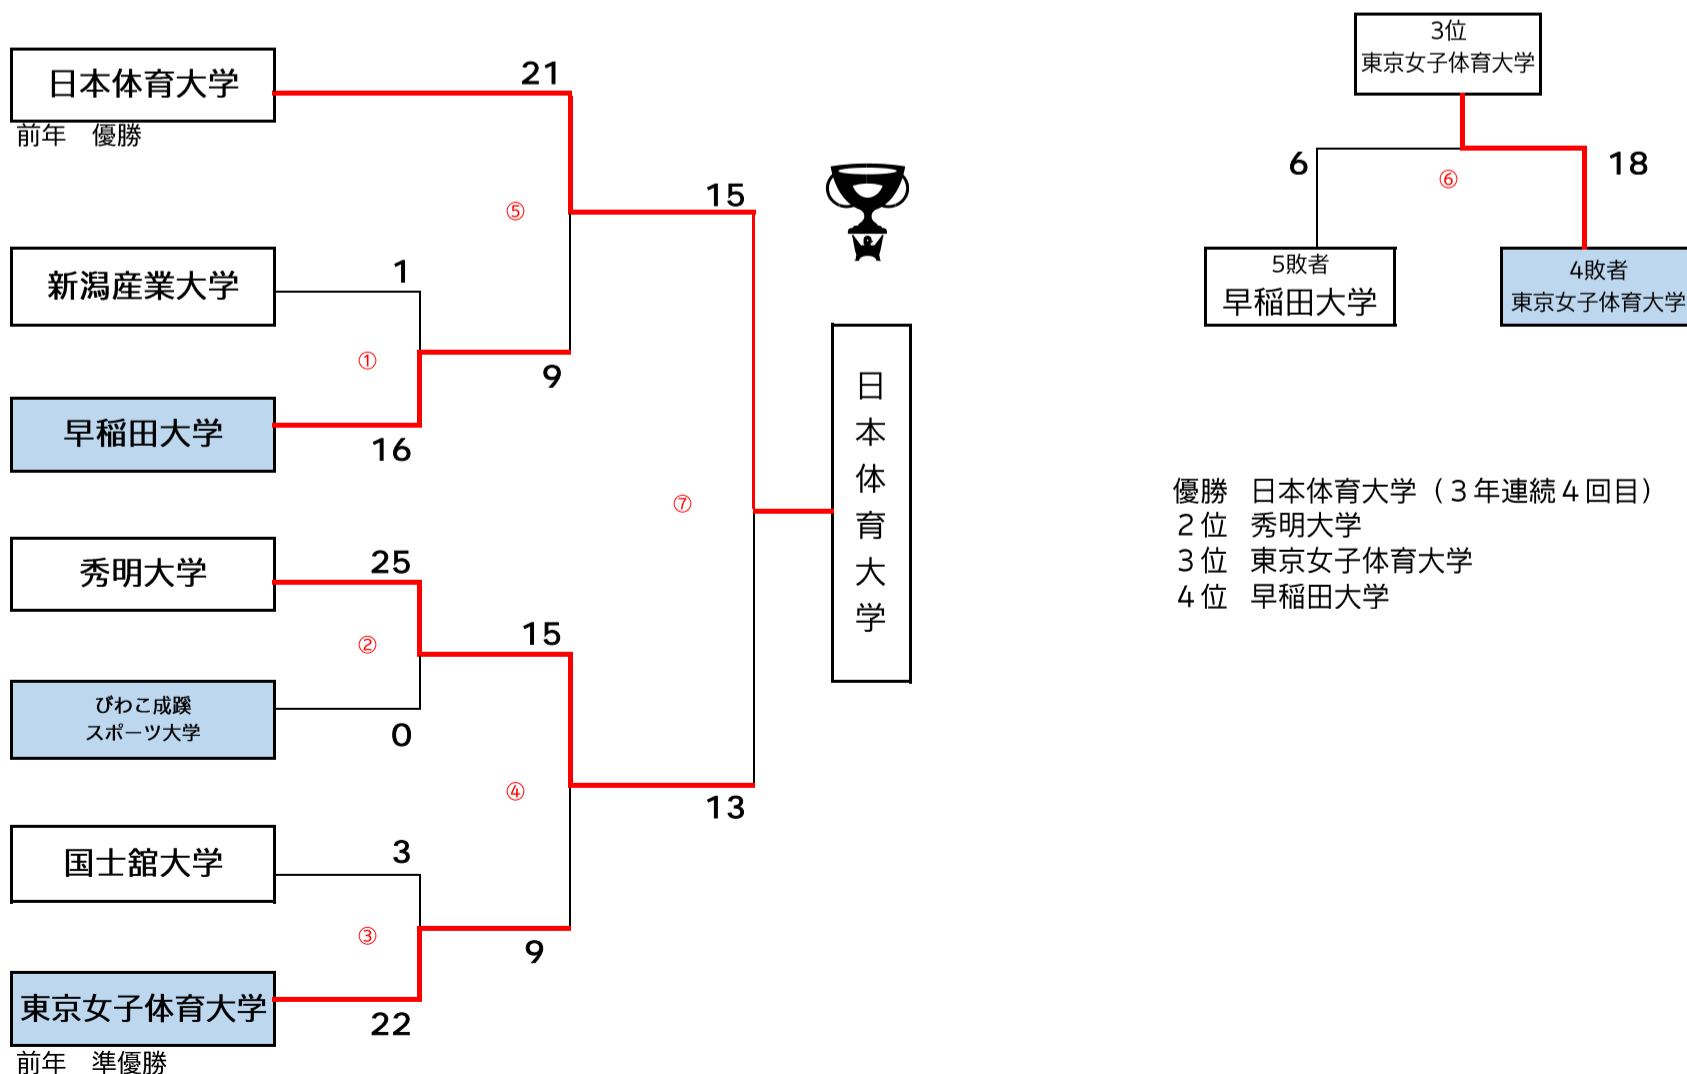 日本体育大学
前年　優勝
21
⑤
15
新潟産業大学
1
①
9
早稲田大学
16
秀明大学
25
②
15
びわこ成蹊
スポーツ大学
0
④
⑦
13
国士舘大学
3
③
9
東京女子体育大学
22
前年　準優勝
日本体育大学
3位
東京女子体育大学
6
⑥
18
5敗者
早稲田大学
4敗者
東京女子体育大学
優勝　日本体育大学（３年連続４回目）
２位　秀明大学
３位　東京女子体育大学
４位　早稲田大学